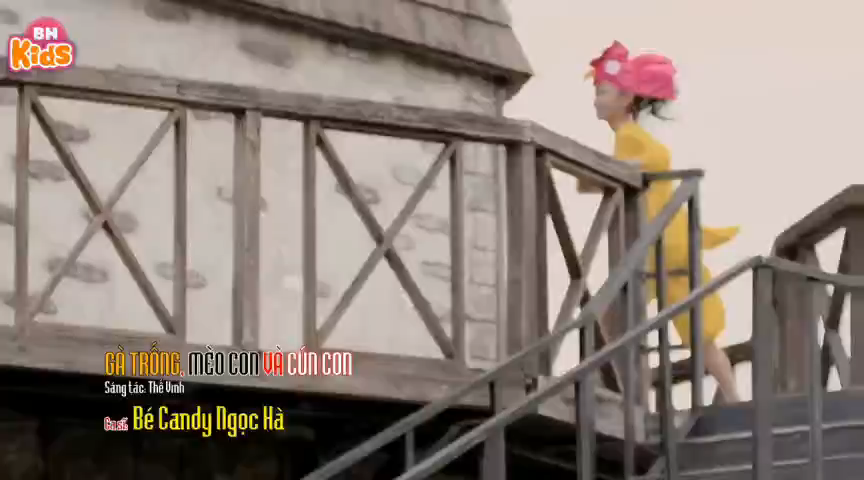 BH
Kids
GÀ TRỐNG, MÈO CON VÀ CÚN CON
Sáng tác: Thế Vinh
Ca sĩ: Bé Candy Ngọc Hà